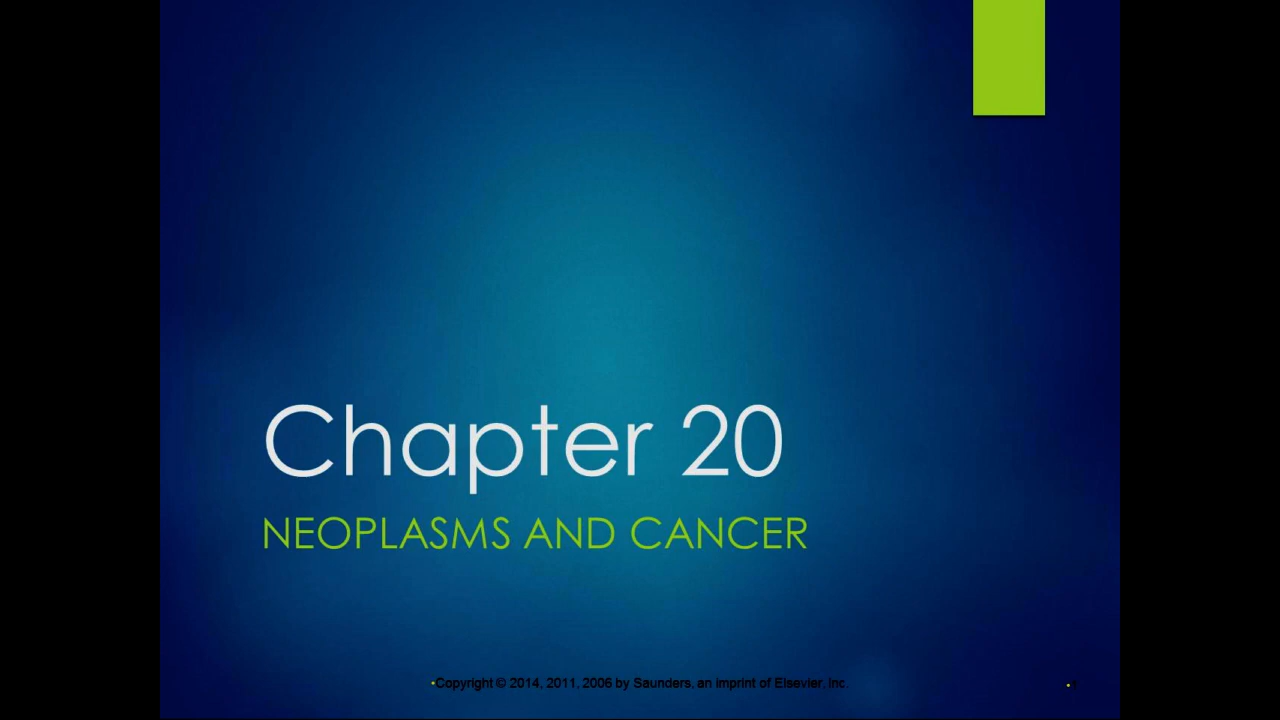 Chapter 20
NEOPLASMS AND CANCER
•Copyright © 2014, 2011, 2006 by Saunders, an imprint of Elsevier, Inc.